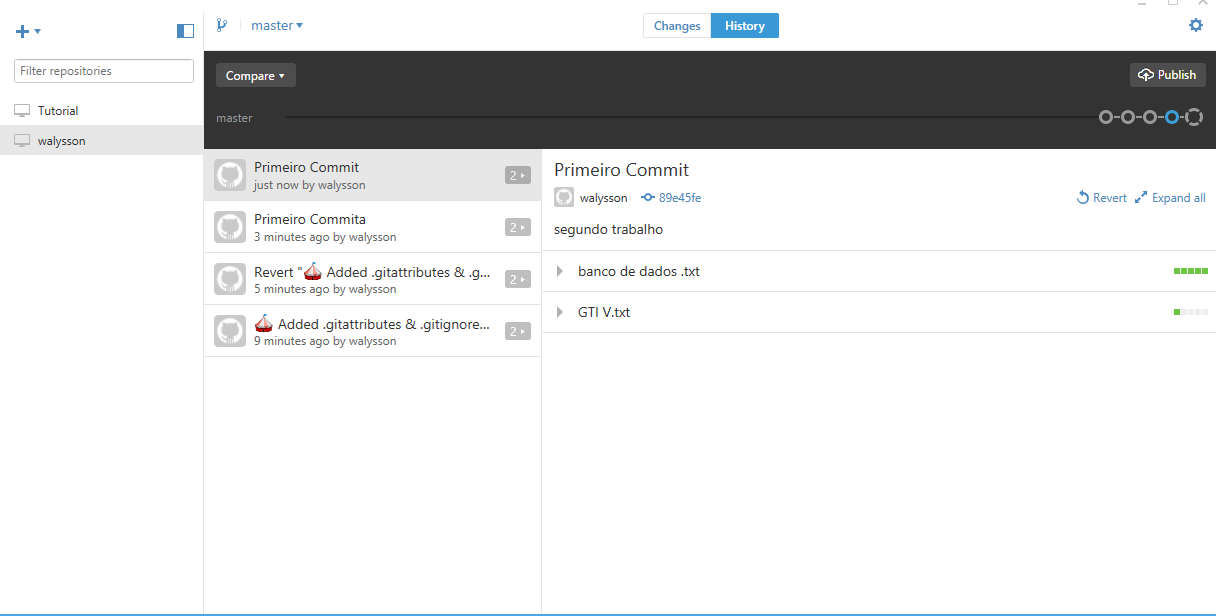 master
Changes
History
Filter repositories
Tutorial
walysson
Compare
Publish
master
Primeiro Commit
just now by walysson
2
Primeiro Commita
3 minutes ago by walysson
2
Revert "⛵ Added .gitattributes & .g...
5 minutes ago by walysson
2
⛵ Added .gitattributes & .gitignore...
9 minutes ago by walysson
2
Primeiro Commit
walysson
89e45fe
Revert
Expand all
segundo trabalho
banco de dados .txt
GTI V.txt